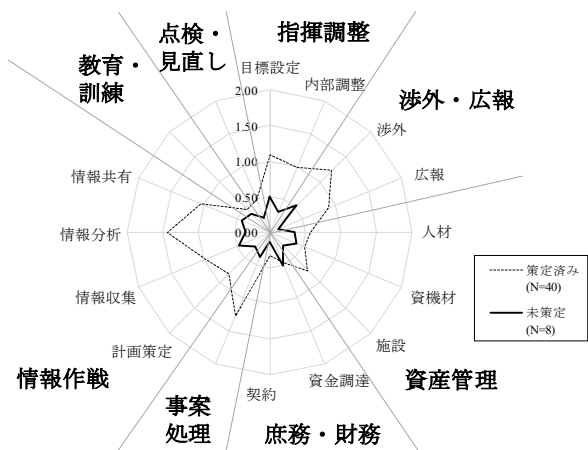 点検・
見直し
指揮調整
教育・
訓練
目標設定
内部調整
渉外・広報
2.00
渉外
1.50
情報共有
1.00
広報
0.50
情報分析
0.00
人材
策定済み
(N=40)
未策定
(N=8)
情報収集
資機材
計画策定
施設
情報作戦
資金調達
資産管理
契約
事案
処理
庶務・財務